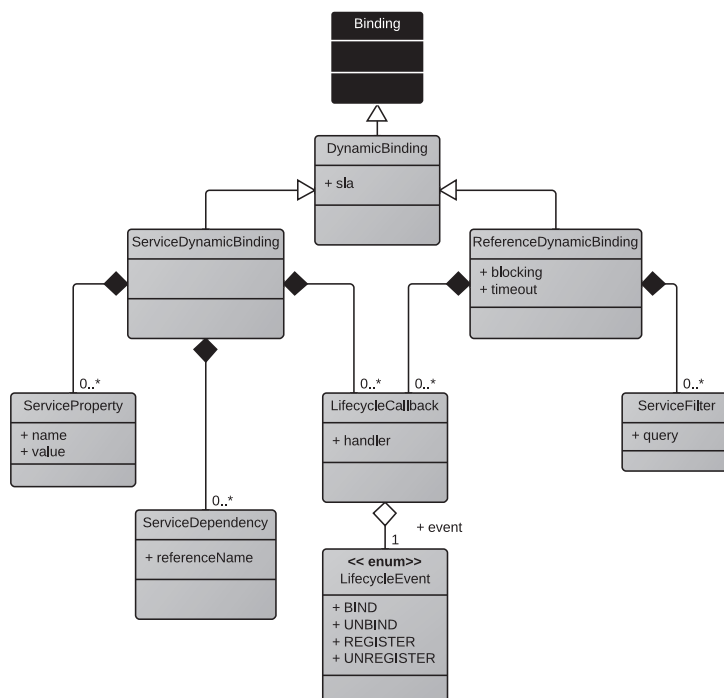 Binding
DynamicBinding
+ sla
ServiceDynamicBinding
ReferenceDynamicBinding
+ blocking
+ timeout
0..*
0..*
0..*
0..*
ServiceProperty
+ name
+ value
LifecycleCallback
+ handler
ServiceFilter
+ query
0..*
ServiceDependency
+ referenceName
+ event
1
<< enum>>
LifecycleEvent
+ BIND
+ UNBIND
+ REGISTER
+ UNREGISTER